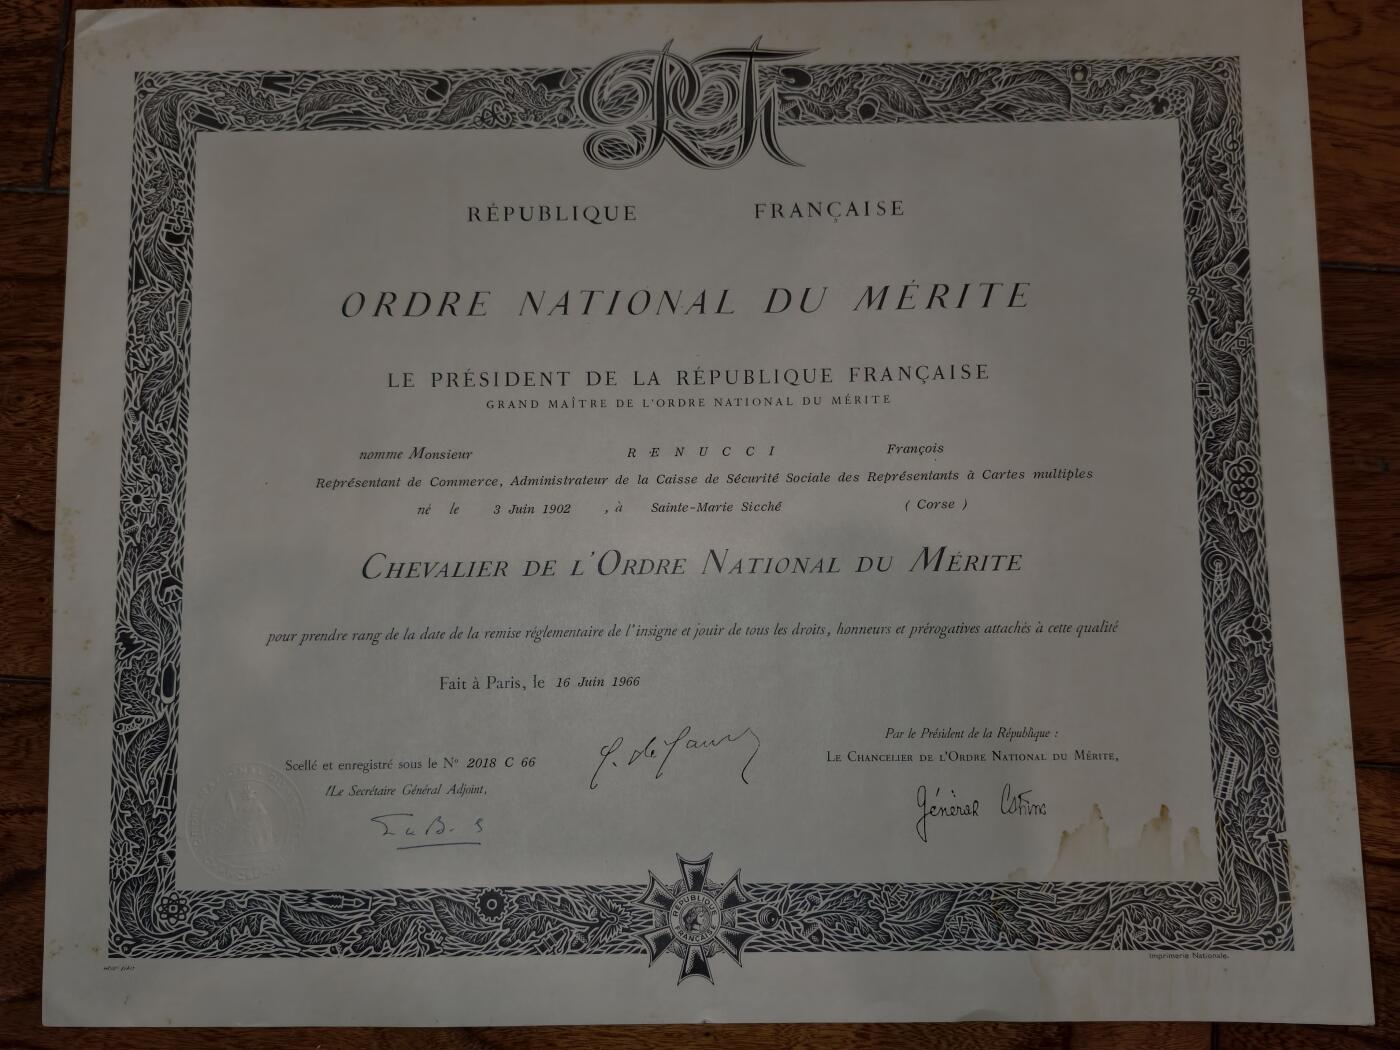 RF
RÉPUBLIQUE FRANÇAISE
ORDRE NATIONAL DU MÉRITE
LE PRÉSIDENT DE LA RÉPUBLIQUE FRANÇAISE
GRAND MAÎTRE DE L'ORDRE NATIONAL DU MÉRITE
nomme Monsieur RENUCCI François
Représentant de Commerce, Administrateur de la Caisse de Sécurité Sociale des Représentants à Cartes multiples
né le 3 Juin 1902 , à Sainte-Marie Sicché ( Corse )
CHEVALIER DE L'ORDRE NATIONAL DU MÉRITE
pour prendre rang de la date de la remise réglementaire de l'insigne et jouir de tous les droits, honneurs et prérogatives attachés à cette qualité
Fait à Paris, le 16 Juin 1966
Par le Président de la République :
LE CHANCELIER DE L'ORDRE NATIONAL DU MÉRITE,
Scellé et enregistré sous le N° 2018 C 66
Le Secrétaire Général Adjoint,
Général
RÉPUBLIQUE FRANÇAISE
Imprimerie Nationale.